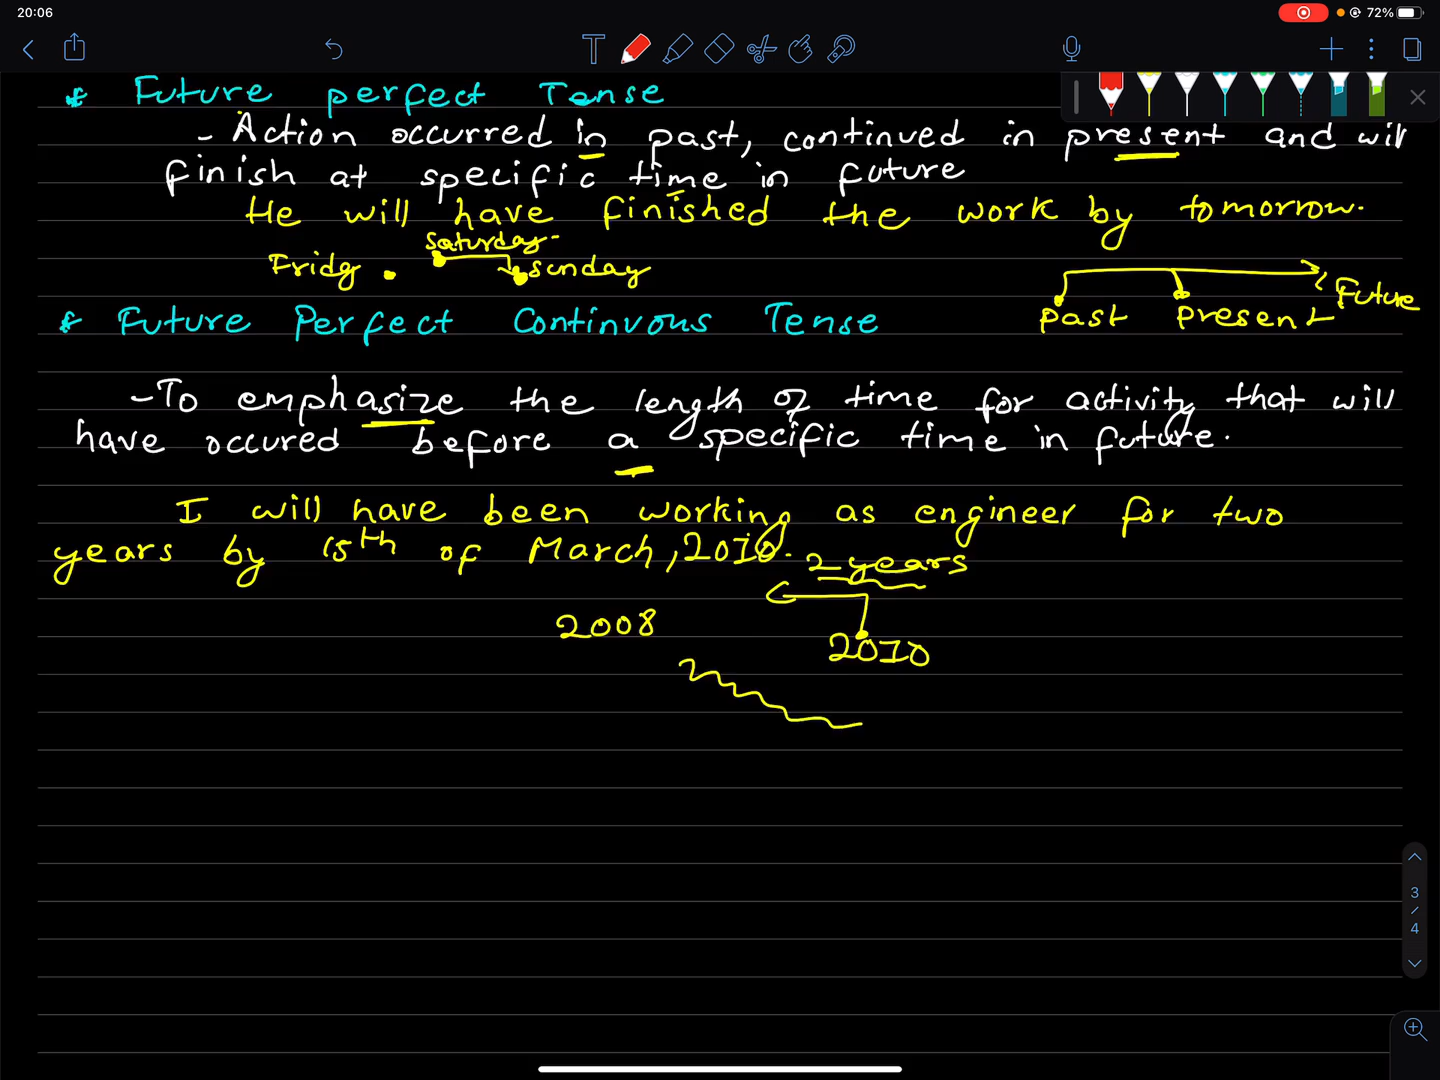 20:06
72%
* Future perfect Tense
- Action occurred in past, continued in present and will
finish at specific time in future
He will have finished the work by tomorrow.
Saturday
Friday . Sunday
Past Present Future
* Future Perfect Continuous Tense
- To emphasize the length of time for activity that will
have occured before a specific time in future.
I will have been working as engineer for two
years by 15th of March, 2010.
2 years
2008
2010
3
/
4